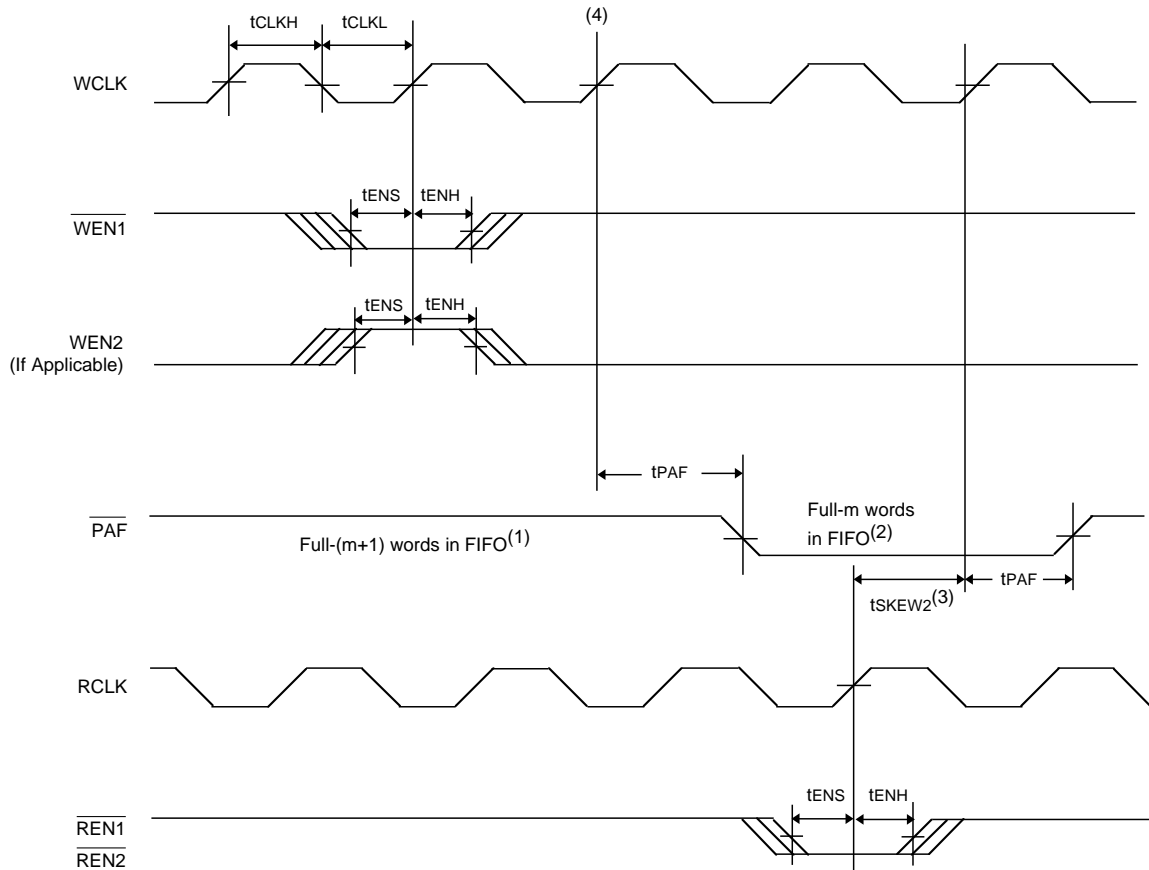 (4)
tCLKH tCLKL
WCLK
tENS tENH
WEN1
tENS tENH
WEN2
(If Applicable)
tPAF
PAF
Full-(m+1) words in FIFO(1)
Full-m words
in FIFO(2)
tSKEW2(3)
tPAF
RCLK
tENS tENH
REN1
REN2